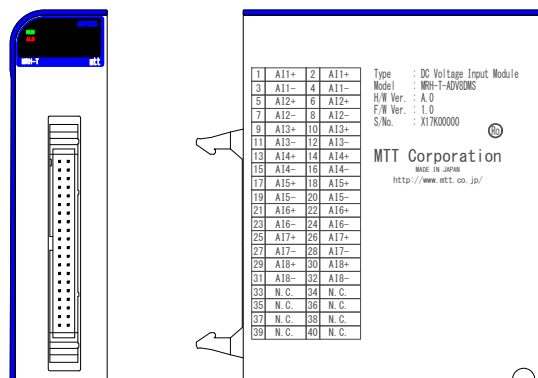 MRH-T mtt
1 AI1+ 2 AI1+
3 AI1- 4 AI1-
5 AI2+ 6 AI2+
7 AI2- 8 AI2-
9 AI3+ 10 AI3+
11 AI3- 12 AI3-
13 AI4+ 14 AI4+
15 AI4- 16 AI4-
17 AI5+ 18 AI5+
19 AI5- 20 AI5-
21 AI6+ 22 AI6+
23 AI6- 24 AI6-
25 AI7+ 26 AI7+
27 AI7- 28 AI7-
29 AI8+ 30 AI8+
31 AI8- 32 AI8-
33 N.C. 34 N.C.
35 N.C. 36 N.C.
37 N.C. 38 N.C.
39 N.C. 40 N.C.
Type : DC Voltage Input Module
Model : MRH-T-ADV8DMS
H/W Ver. : A.0
F/W Ver. : 1.0
S/No. : X17K00000
Ro
MTT Corporation
MADE IN JAPAN
http://www.mtt.co.jp/